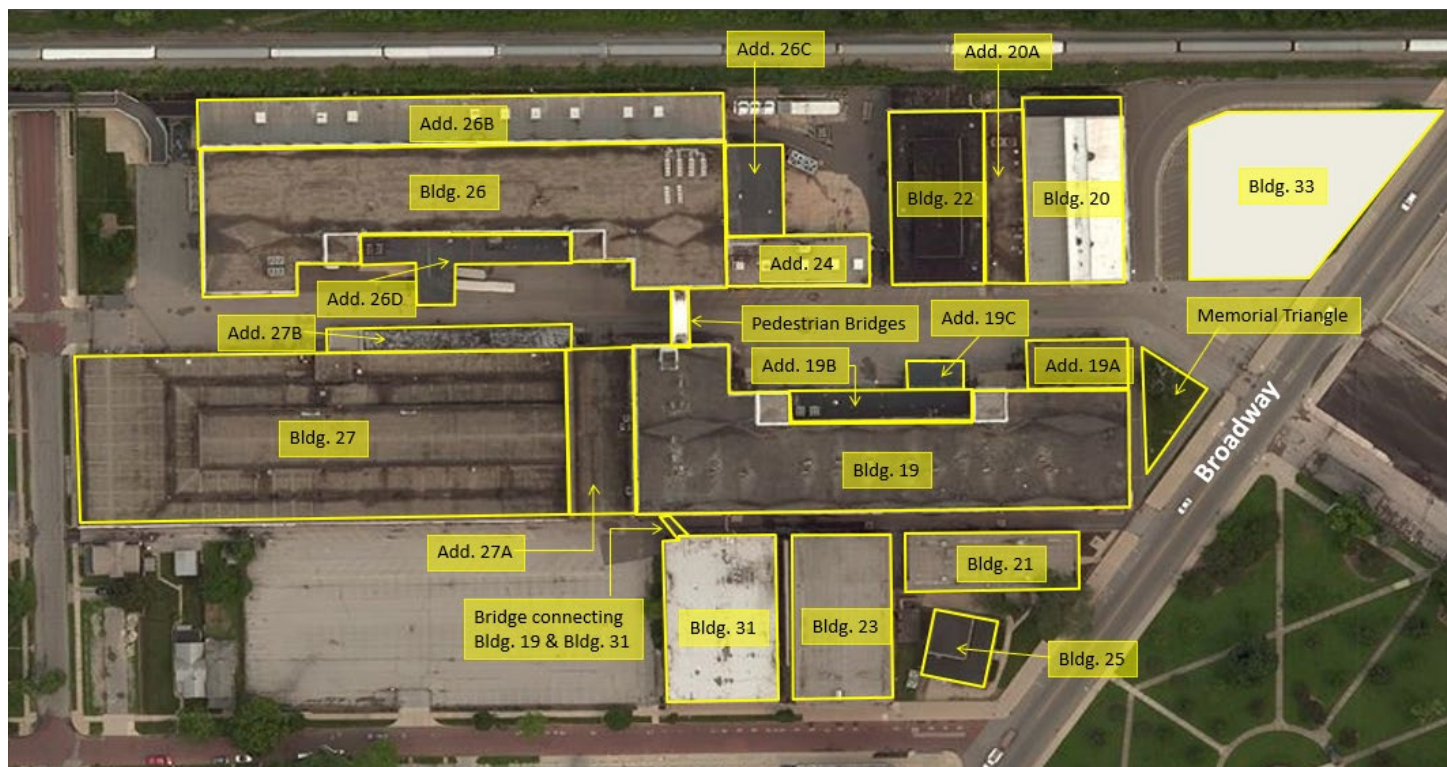 Add. 26C
Add. 20A
Add. 26B
Bldg. 26
Bldg. 22
Bldg. 20
Bldg. 33
Add. 24
Add. 26D
Add. 27B
Pedestrian Bridges
Add. 19C
Memorial Triangle
Add. 19B
Add. 19A
Bldg. 27
Bldg. 19
Broadway
Add. 27A
Bldg. 21
Bridge connecting
Bldg. 19 & Bldg. 31
Bldg. 31
Bldg. 23
Bldg. 25